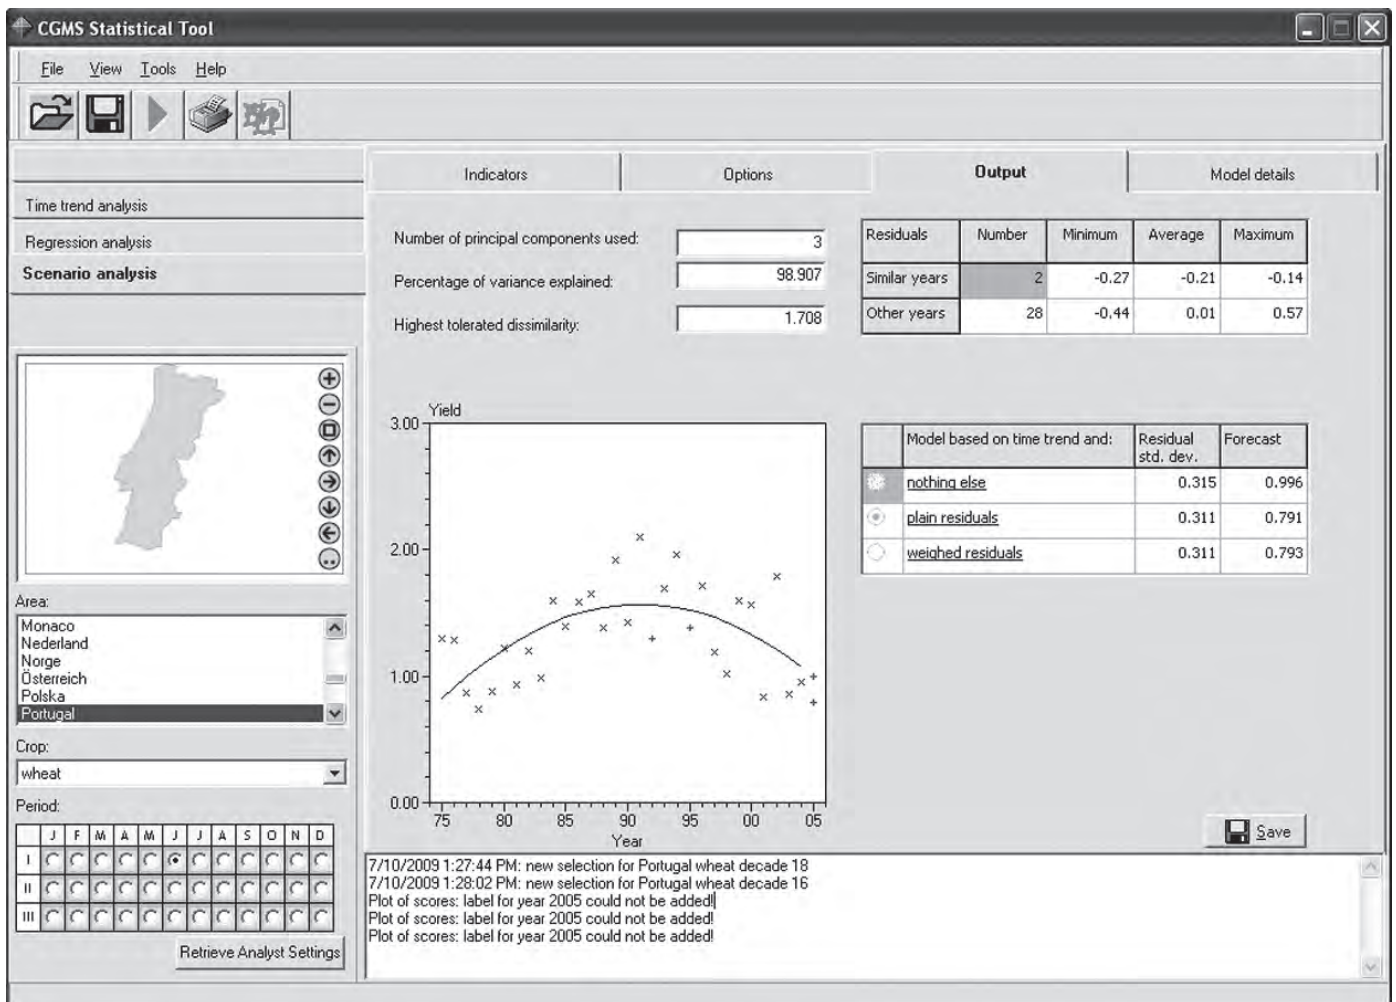 CGMS Statistical Tool
File View Tools Help
Time trend analysis
Regression analysis
Scenario analysis
Area:
Monaco
Nederland
Norge
Österreich
Polska
Portugal
Crop:
wheat
Period:
J F M A M J J A S O N D
I
II
III
Retrieve Analyst Settings
Indicators Options Output Model details
Number of principal components used: 3
Percentage of variance explained: 98.907
Highest tolerated dissimilarity: 1.708
Residuals Number Minimum Average Maximum
Similar years 2 -0.27 -0.21 -0.14
Other years 28 -0.44 0.01 0.57
Yield
3.00
2.00
1.00
0.00
75 80 85 90 95 00 05
Year
Model based on time trend and: Residual std. dev. Forecast
nothing else 0.315 0.996
plain residuals 0.311 0.791
weighed residuals 0.311 0.793
Save
7/10/2009 1:27:44 PM: new selection for Portugal wheat decade 18
7/10/2009 1:28:02 PM: new selection for Portugal wheat decade 16
Plot of scores: label for year 2005 could not be added!
Plot of scores: label for year 2005 could not be added!
Plot of scores: label for year 2005 could not be added!